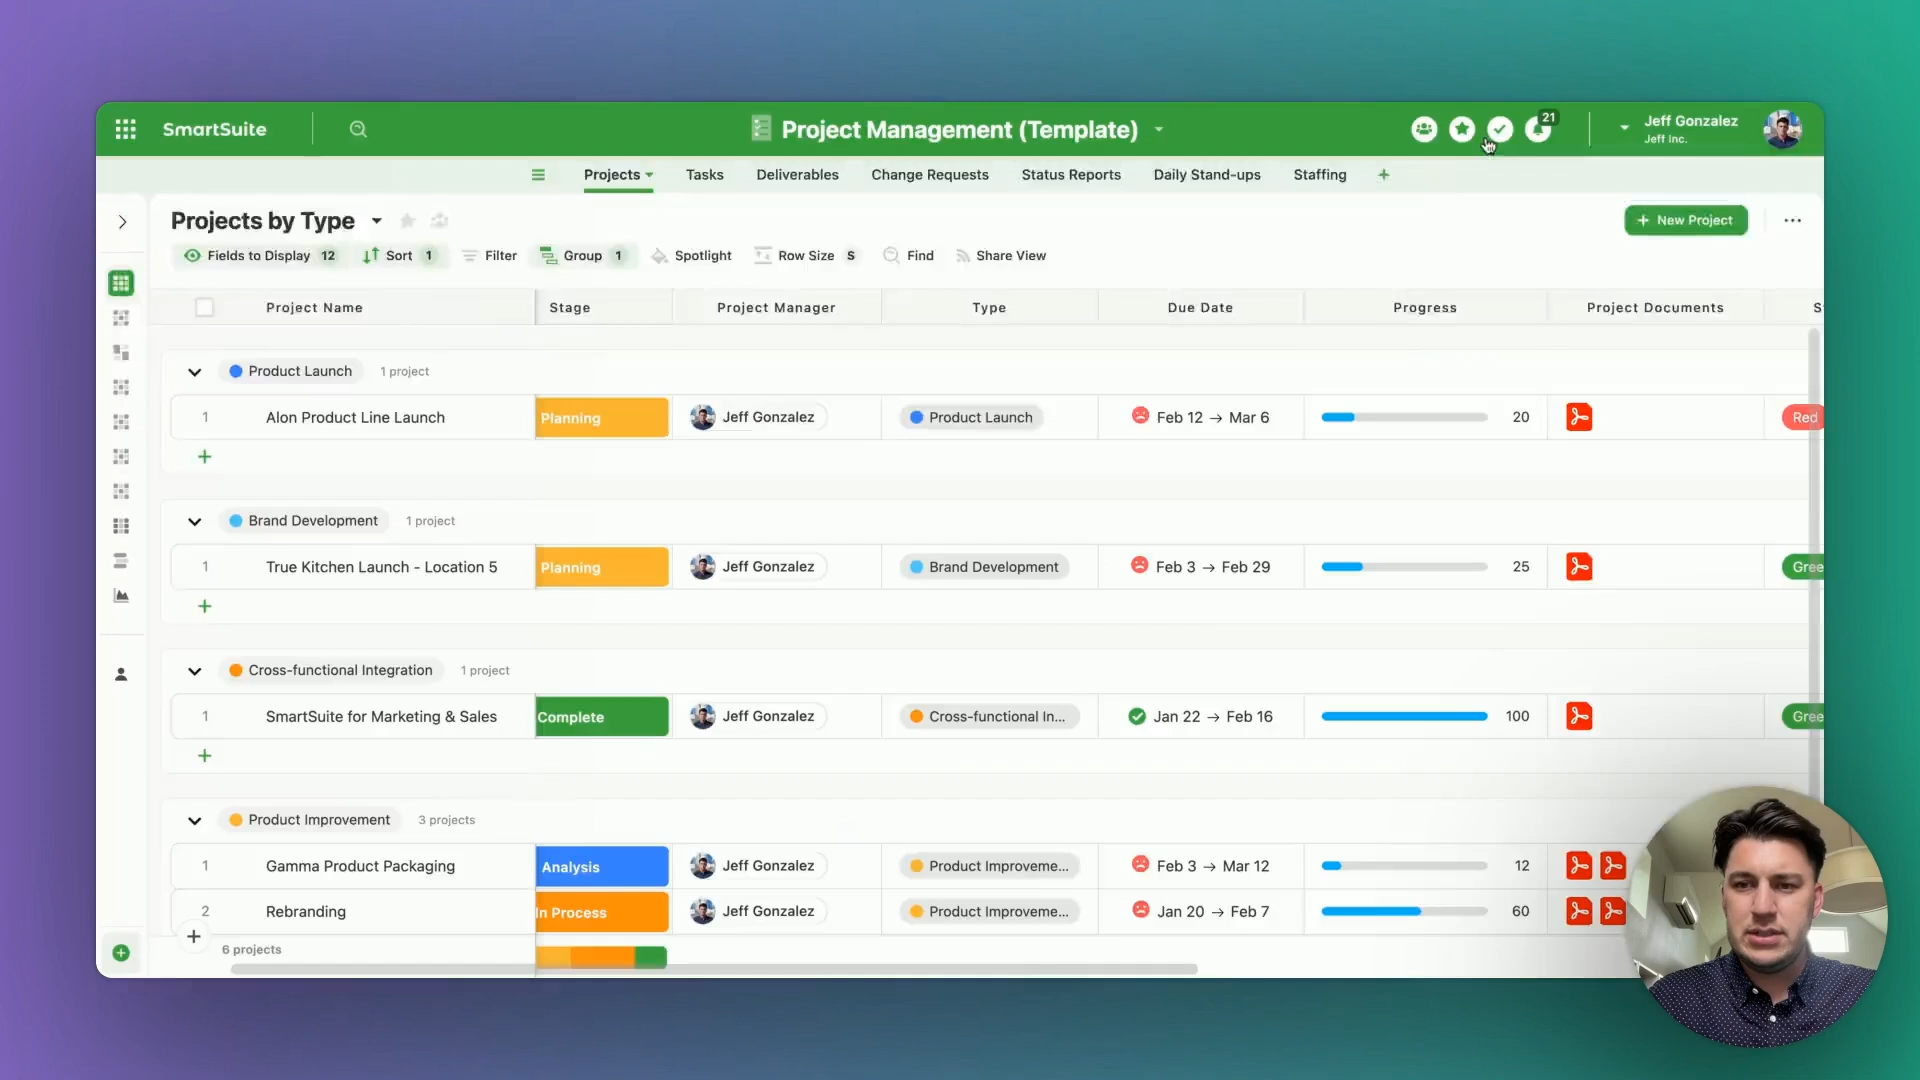 SmartSuite
Project Management (Template)
21
Jeff Gonzalez
Jeff Inc.
Projects Tasks Deliverables Change Requests Status Reports Daily Stand-ups Staffing +
Projects by Type
+ New Project
Fields to Display 12 Sort 1 Filter Group 1 Spotlight Row Size S Find Share View
Project Name Stage Project Manager Type Due Date Progress Project Documents
Product Launch 1 project
1 Alon Product Line Launch Planning Jeff Gonzalez Product Launch Feb 12 → Mar 6 20 Red
+
Brand Development 1 project
1 True Kitchen Launch - Location 5 Planning Jeff Gonzalez Brand Development Feb 3 → Feb 29 25 Gree
+
Cross-functional Integration 1 project
1 SmartSuite for Marketing & Sales Complete Jeff Gonzalez Cross-functional In... Jan 22 → Feb 16 100 Gree
+
Product Improvement 3 projects
1 Gamma Product Packaging Analysis Jeff Gonzalez Product Improveme... Feb 3 → Mar 12 12
2 Rebranding In Process Jeff Gonzalez Product Improveme... Jan 20 → Feb 7 60
+ 6 projects